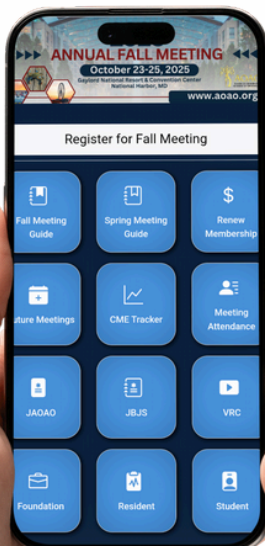 ANNUAL FALL MEETING
October 23-25, 2025
Gaylord National Resort & Convention Center
National Harbor, MD
www.aoao.org
Register for Fall Meeting
Fall Meeting
Guide
Spring Meeting
Guide
$
Renew
Membership
uture Meetings
CME Tracker
Meeting
Attendance
JAOAO
JBJS
VRC
Foundation
Resident
Student